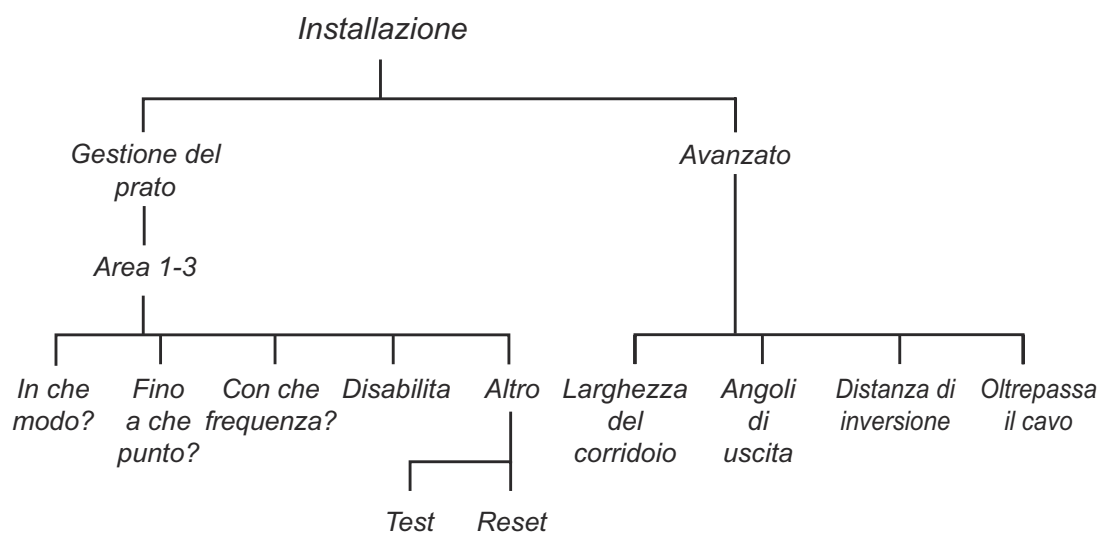 Installazione
Gestione del
prato
Avanzato
Area 1-3
In che
modo?
Fino
a che
punto?
Con che
frequenza?
Disabilita
Altro
Larghezza
del
corridoio
Angoli
di
uscita
Distanza di
inversione
Oltrepassa
il cavo
Test
Reset